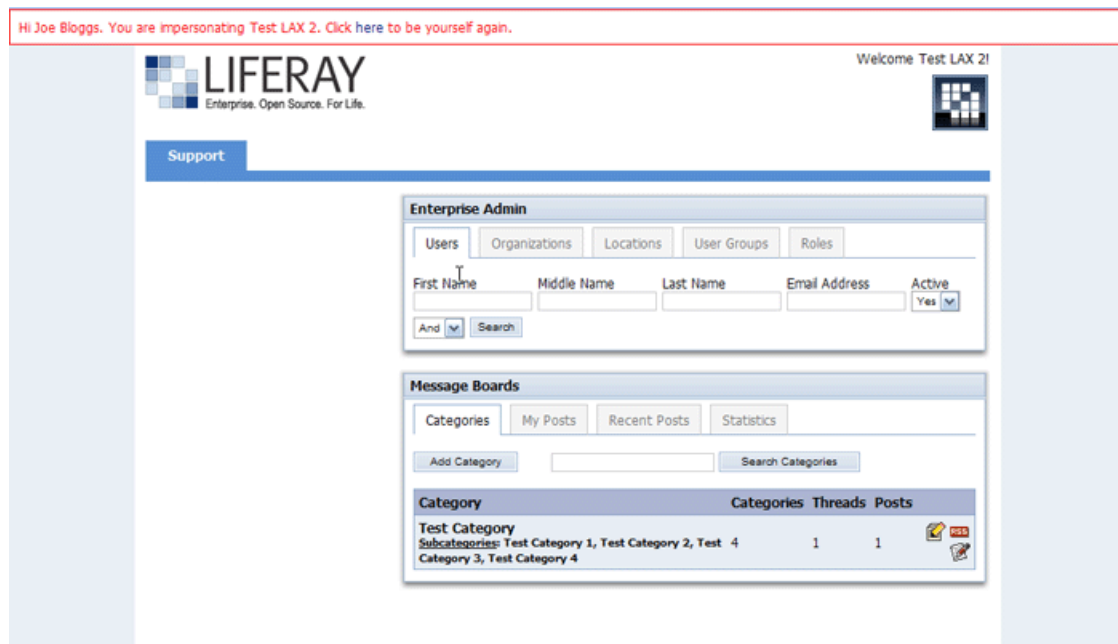 Hi Joe Bloggs. You are impersonating Test LAX 2. Click here to be yourself again.
Welcome Test LAX 2!
LIFERAY
Enterprise. Open Source. For Life.
Support
Enterprise Admin
Users Organizations Locations User Groups Roles
First Name Middle Name Last Name Email Address Active
Yes
And Search
Message Boards
Categories My Posts Recent Posts Statistics
Add Category Search Categories
Category Categories Threads Posts
Test Category
Subcategories: Test Category 1, Test Category 2, Test 4 1 1 RSS
Category 3, Test Category 4